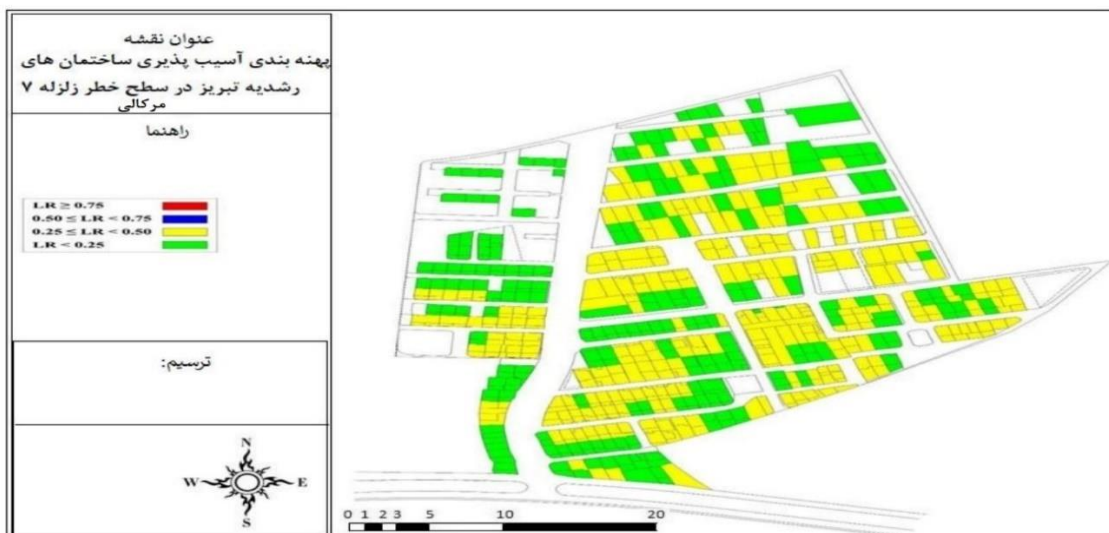 عنوان نقشه
پهنه بندی آسیب پذیری ساختمان های
رشدیه تبریز در سطح خطر زلزله ۷
مرکالی
راهنما
LR ≥ 0.75
0.50 ≤ LR < 0.75
0.25 ≤ LR < 0.50
LR < 0.25
ترسیم:
N
W E
S
0 1 2 3 5 10 20